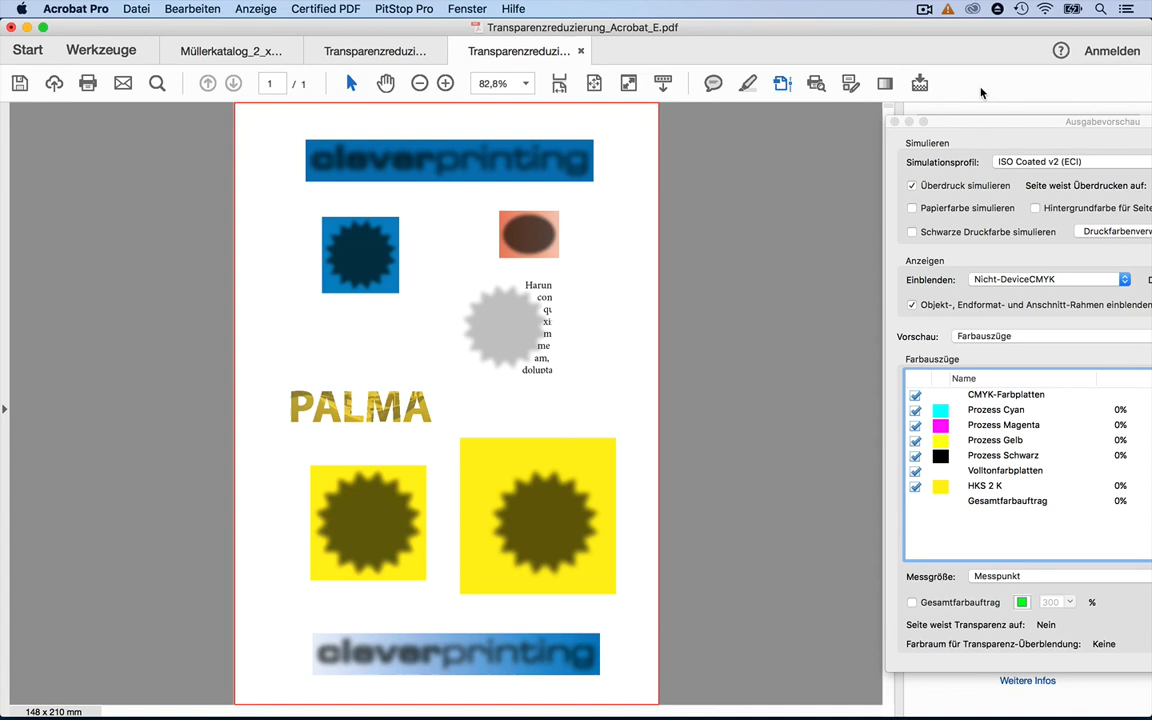 Acrobat Pro Datei Bearbeiten Anzeige Certified PDF PitStop Pro Fenster Hilfe
Transparenzreduzierung_Acrobat_E.pdf
Start Werkzeuge Müllerkatalog_2_x... Transparenzreduzi... Transparenzreduzi... × ? Anmelden
1 / 1 82,8%
cleverprinting
Harun
con
qu
xi
m
me
am,
dolupta
PALMA
cleverprinting
148 x 210 mm
Ausgabevorschau
Simulieren
Simulationsprofil: ISO Coated v2 (ECI)
Überdruck simulieren Seite weist Überdrucken auf:
Papierfarbe simulieren Hintergrundfarbe für Seite
Schwarze Druckfarbe simulieren Druckfarbenverw
Anzeigen
Einblenden: Nicht-DeviceCMYK D
Objekt-, Endformat- und Anschnitt-Rahmen einblenden
Vorschau: Farbauszüge
Farbauszüge
Name
CMYK-Farbplatten
Prozess Cyan 0%
Prozess Magenta 0%
Prozess Gelb 0%
Prozess Schwarz 0%
Volltonfarbplatten
HKS 2 K 0%
Gesamtfarbauftrag 0%
Messgröße: Messpunkt
Gesamtfarbauftrag 300 %
Seite weist Transparenz auf: Nein
Farbraum für Transparenz-Überblendung: Keine
Weitere Infos